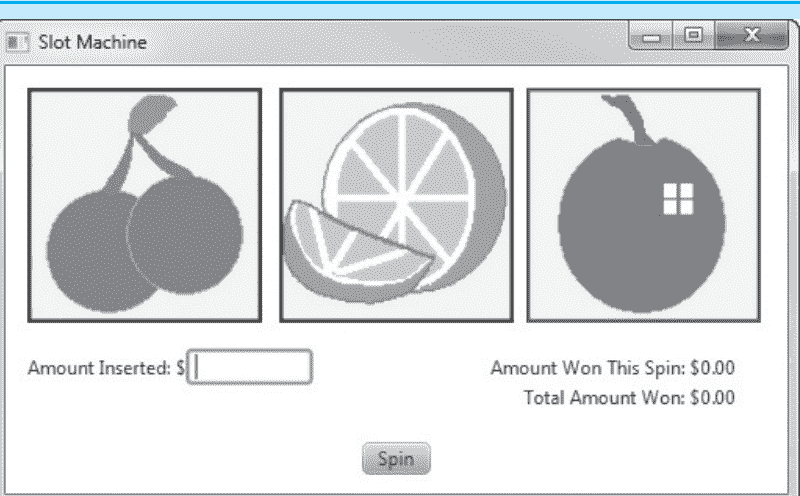 Slot Machine
Amount Inserted: $
Amount Won This Spin: $0.00
Total Amount Won: $0.00
Spin